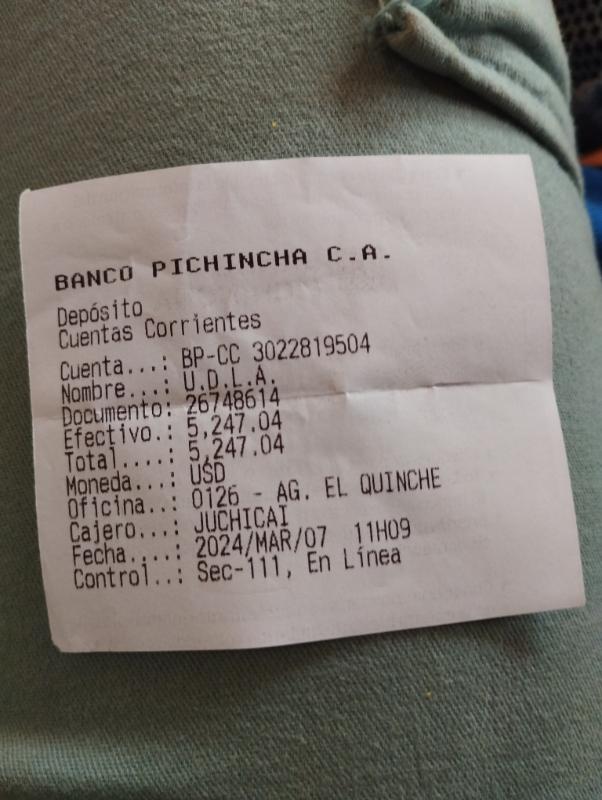 BANCO PICHINCHA C.A.
Depósito
Cuentas Corrientes
Cuenta...: BP-CC 3022819504
Nombre...: U.D.L.A.
Documento: 26748614
Efectivo.: 5,247.04
Total....: 5,247.04
Moneda...: USD
Oficina..: 0126 - AG. EL QUINCHE
Cajero...: JUCHICAI
Fecha....: 2024/MAR/07 11H09
Control..: Sec-111, En Línea